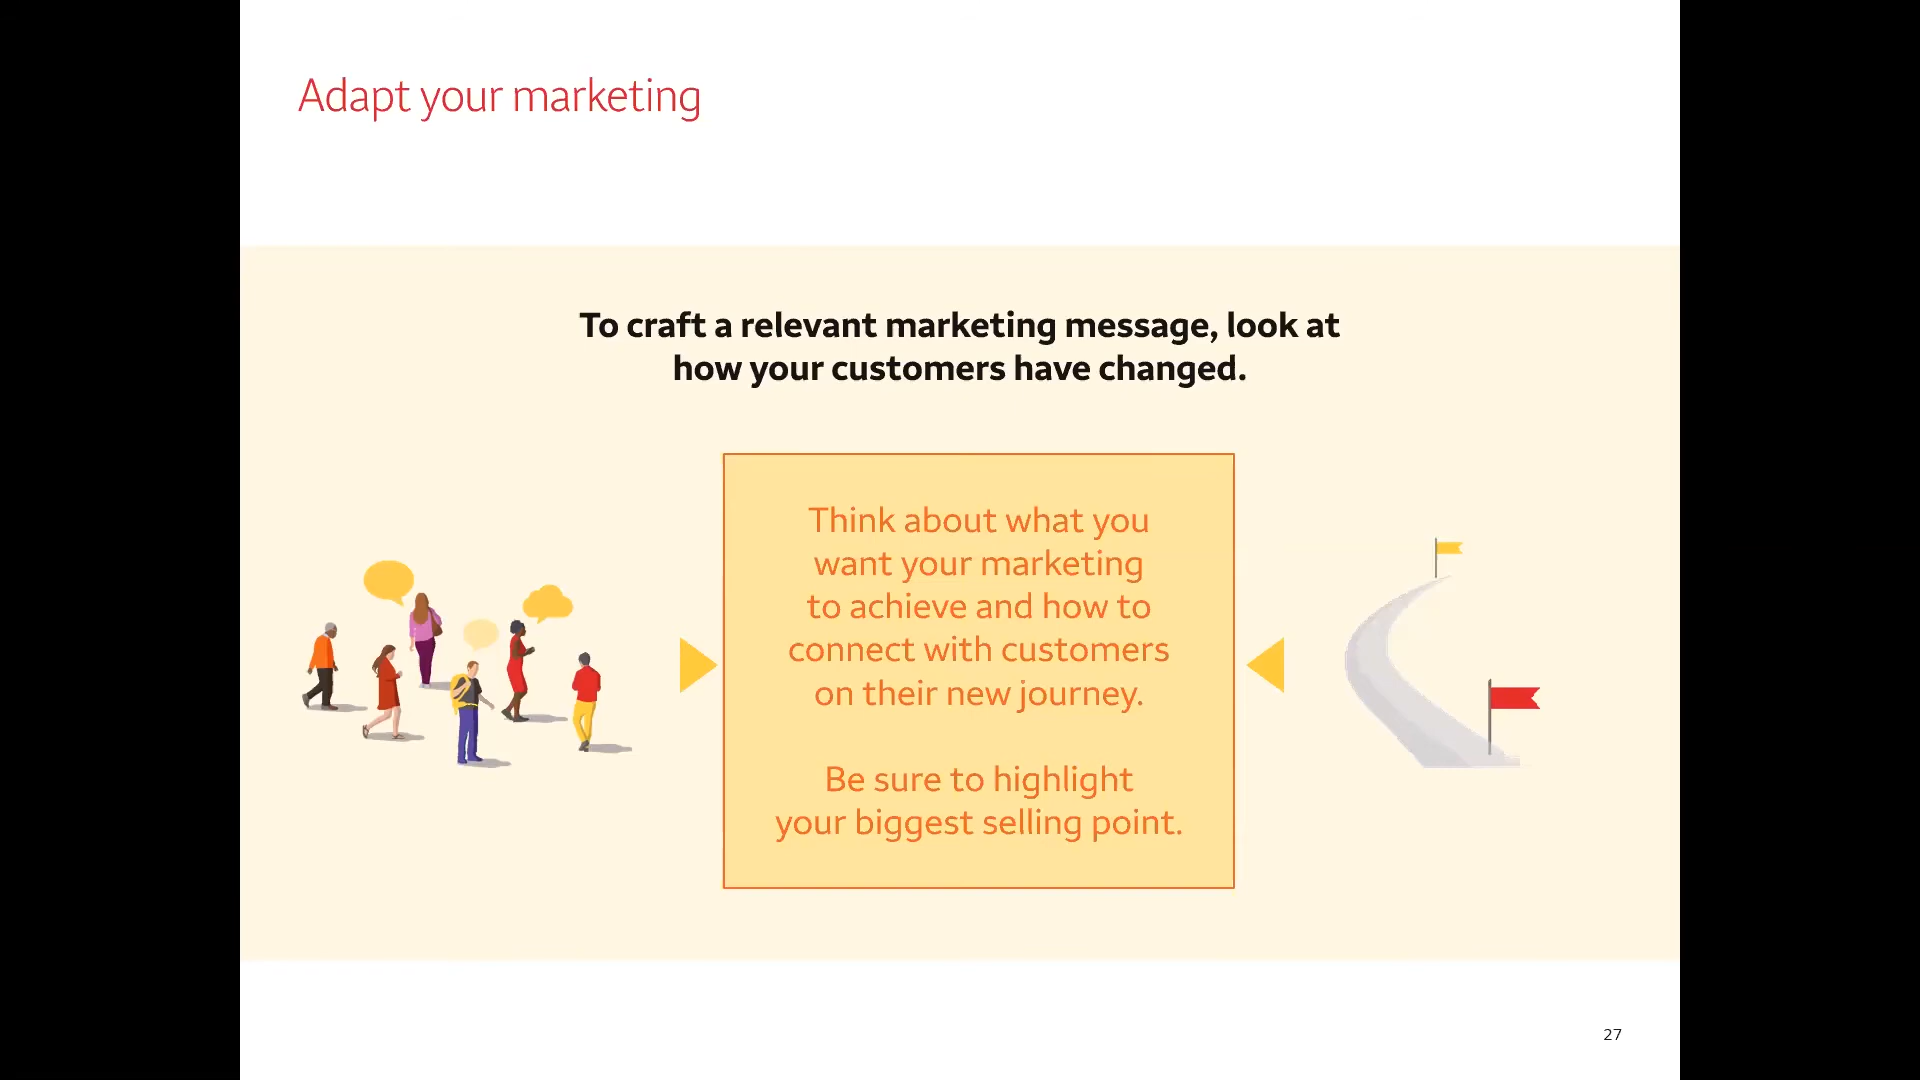 Adapt your marketing
To craft a relevant marketing message, look at
how your customers have changed.
Think about what you
want your marketing
to achieve and how to
connect with customers
on their new journey.
Be sure to highlight
your biggest selling point.
27